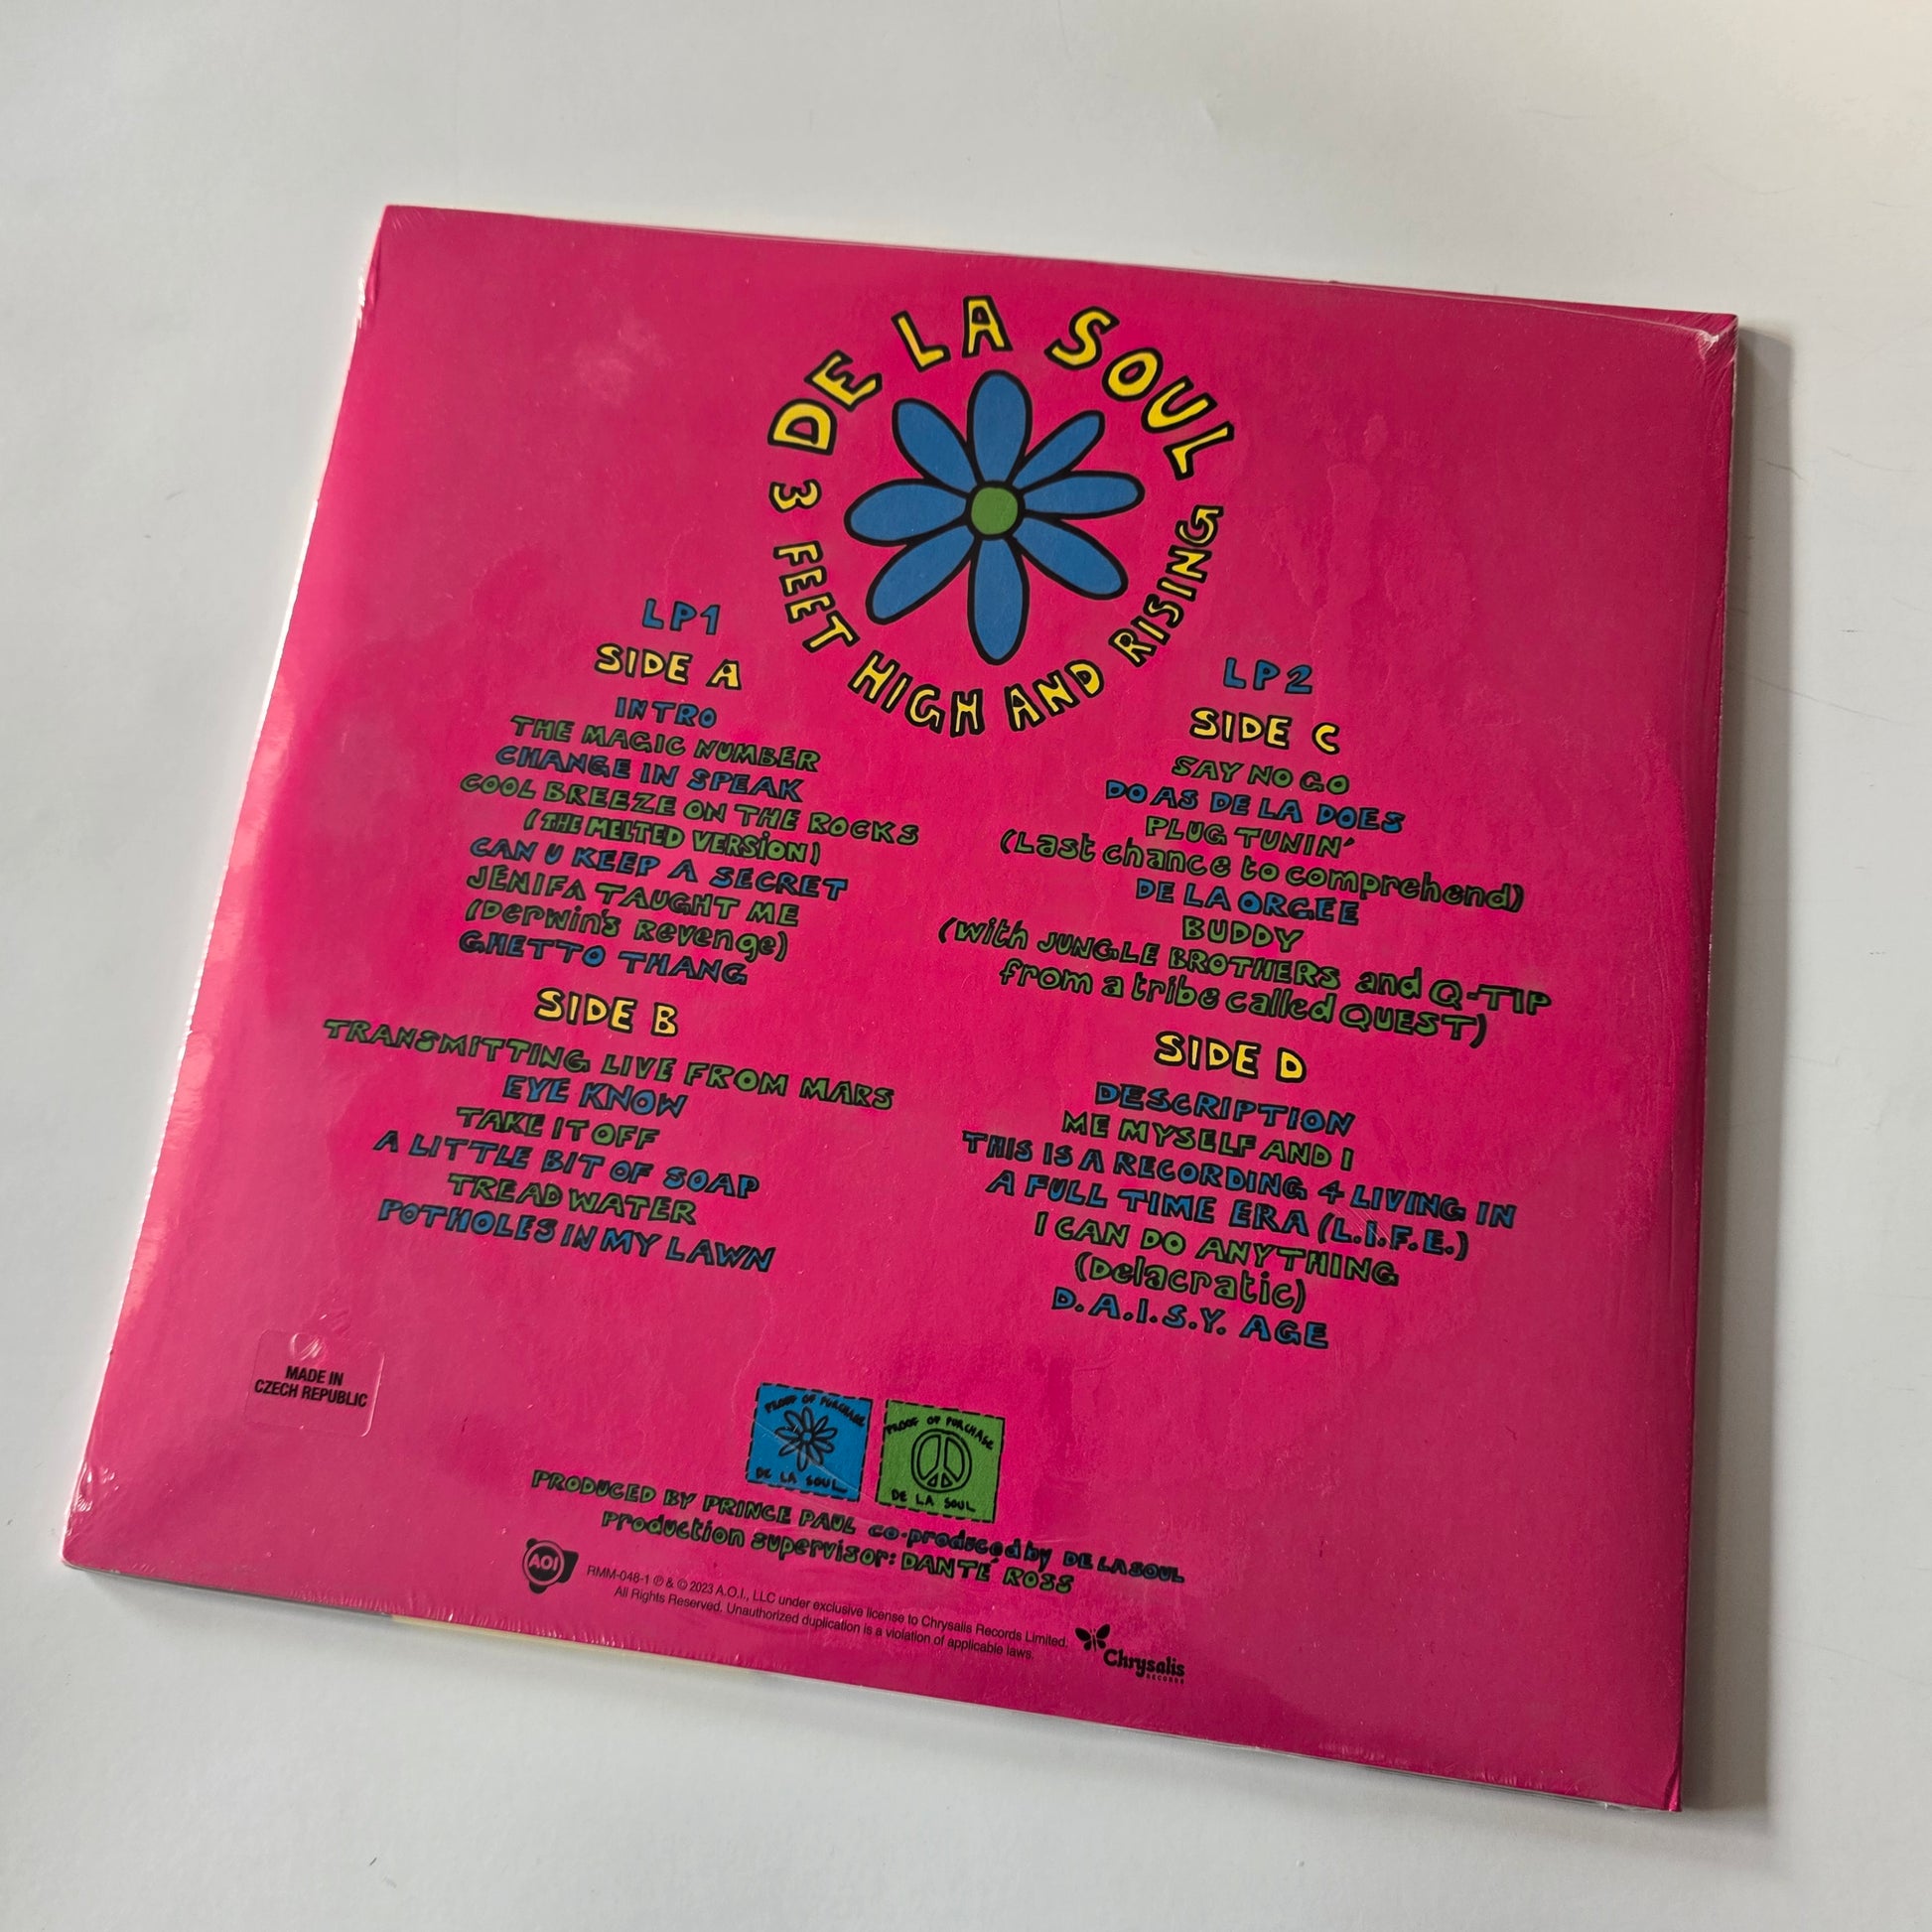 DE LA SOUL
3 FEET HIGH AND RISING
LP1
SIDE A
INTRO
THE MAGIC NUMBER
CHANGE IN SPEAK
COOL BREEZE ON THE ROCKS
(THE MELTED VERSION)
CAN U KEEP A SECRET
JENIFA TAUGHT ME
(Derwin's Revenge)
GHETTO THANG
SIDE B
TRANSMITTING LIVE FROM MARS
EYE KNOW
TAKE IT OFF
A LITTLE BIT OF SOAP
TREAD WATER
POTHOLES IN MY LAWN
LP2
SIDE C
SAY NO GO
DO AS DE LA DOES
PLUG TUNIN'
(Last chance to comprehend)
DE LA ORGEE
BUDDY
(with JUNGLE BROTHERS and Q-TIP
from a tribe called QUEST)
SIDE D
DESCRIPTION
ME MYSELF AND I
THIS IS A RECORDING 4 LIVING IN
A FULL TIME ERA (L.I.F.E.)
I CAN DO ANYTHING
(Delacratic)
D.A.I.S.Y. AGE
MADE IN
CZECH REPUBLIC
PROOF OF PURCHASE
DE LA SOUL
PROOF OF PURCHASE
DE LA SOUL
PRODUCED BY PRINCE PAUL co-produced by DE LA SOUL
Production supervisor: DANTE ROSS
AOI
RMM-048-1 ℗ & © 2023 A.O.I., LLC under exclusive license to Chrysalis Records Limited.
All Rights Reserved. Unauthorized duplication is a violation of applicable laws.
Chrysalis
RECORDS